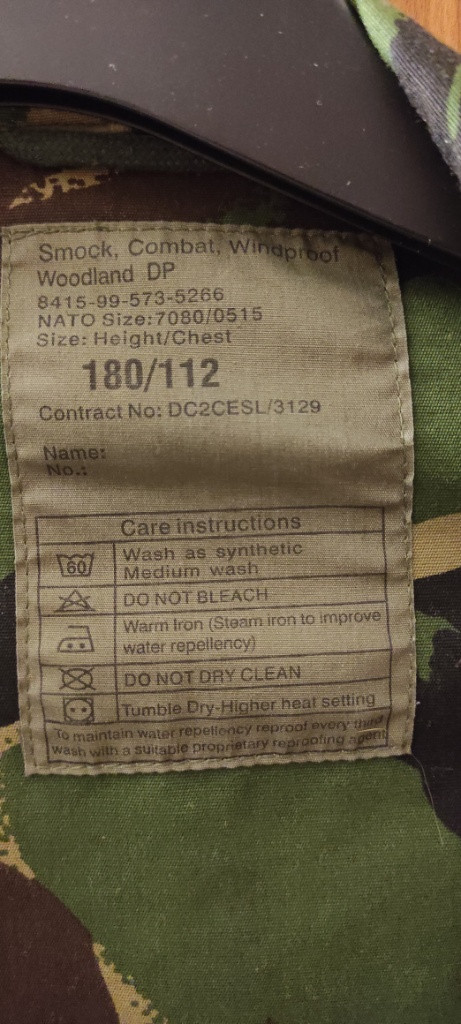 Smock, Combat, Windproof
Woodland DP
8415-99-573-5266
NATO Size:7080/0515
Size: Height/Chest
180/112
Contract No: DC2CESL/3129
Name:
No.:
Care instructions
60 Wash as synthetic
Medium wash
DO NOT BLEACH
Warm Iron (Steam iron to improve
water repellency)
DO NOT DRY CLEAN
Tumble Dry-Higher heat setting
To maintain water repellency reproof every third
wash with a suitable proprietary reproofing agent